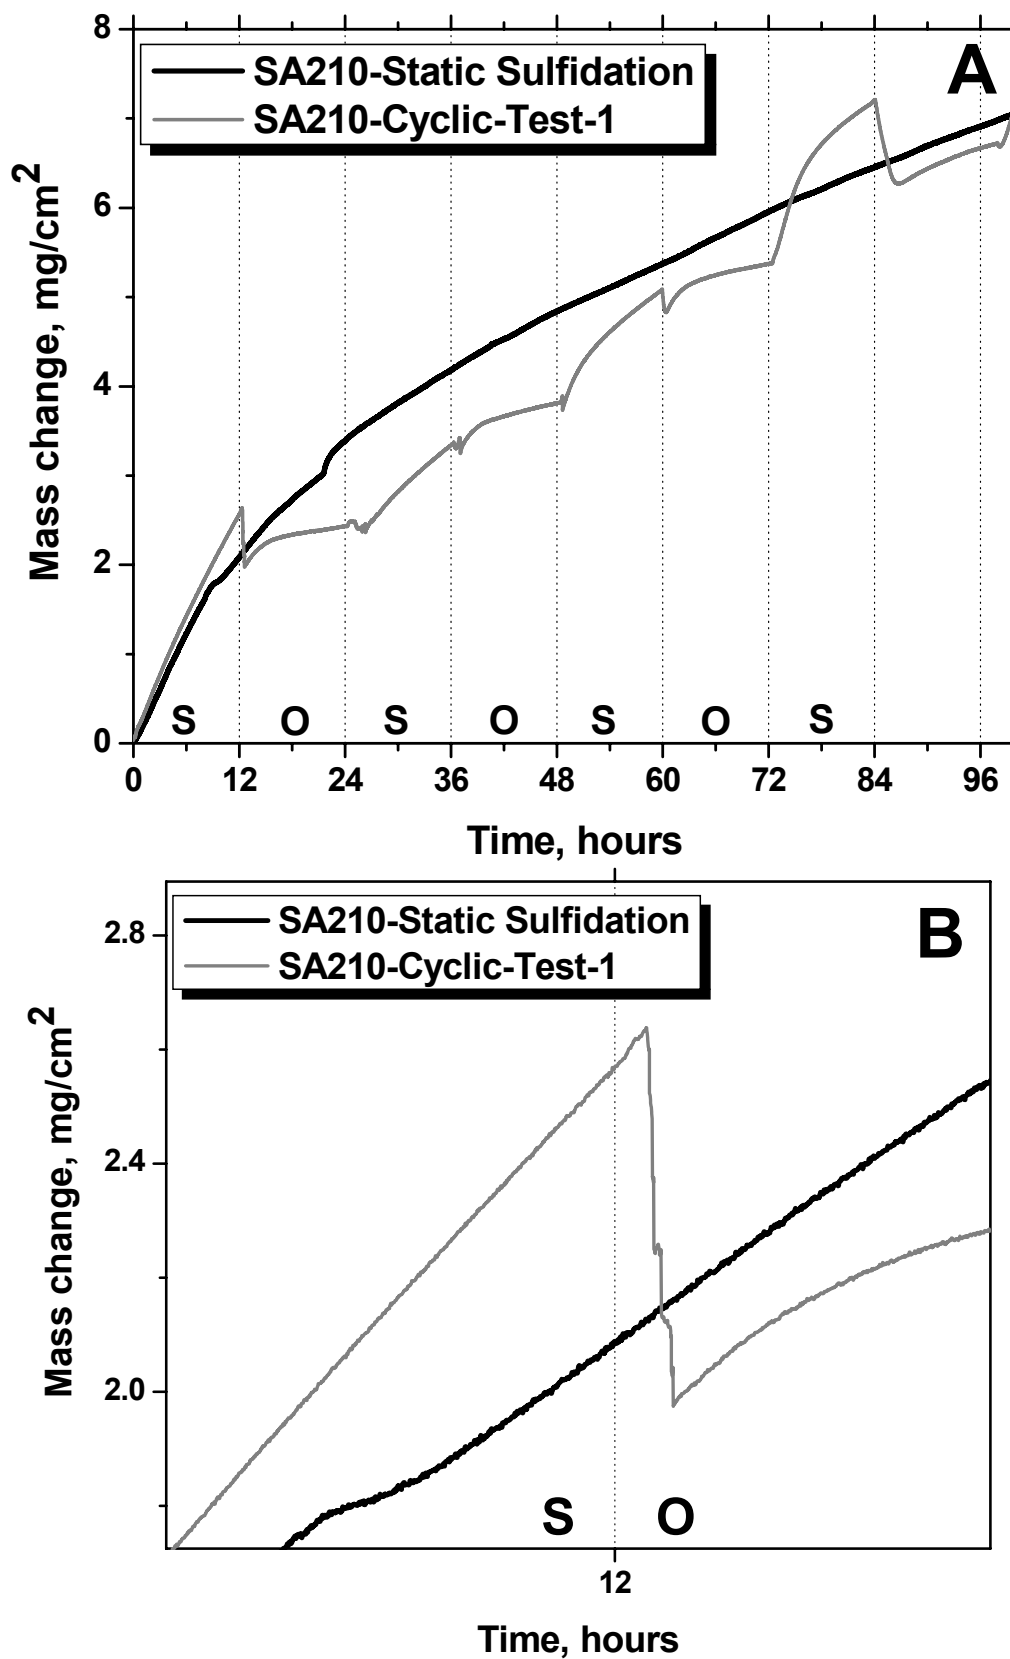 8
SA210-Static Sulfidation
SA210-Cyclic-Test-1
A
6
4
2
0
Mass change, mg/cm2
S O S O S O S
0 12 24 36 48 60 72 84 96
Time, hours
SA210-Static Sulfidation
SA210-Cyclic-Test-1
B
2.8
2.4
2.0
Mass change, mg/cm2
S O
12
Time, hours